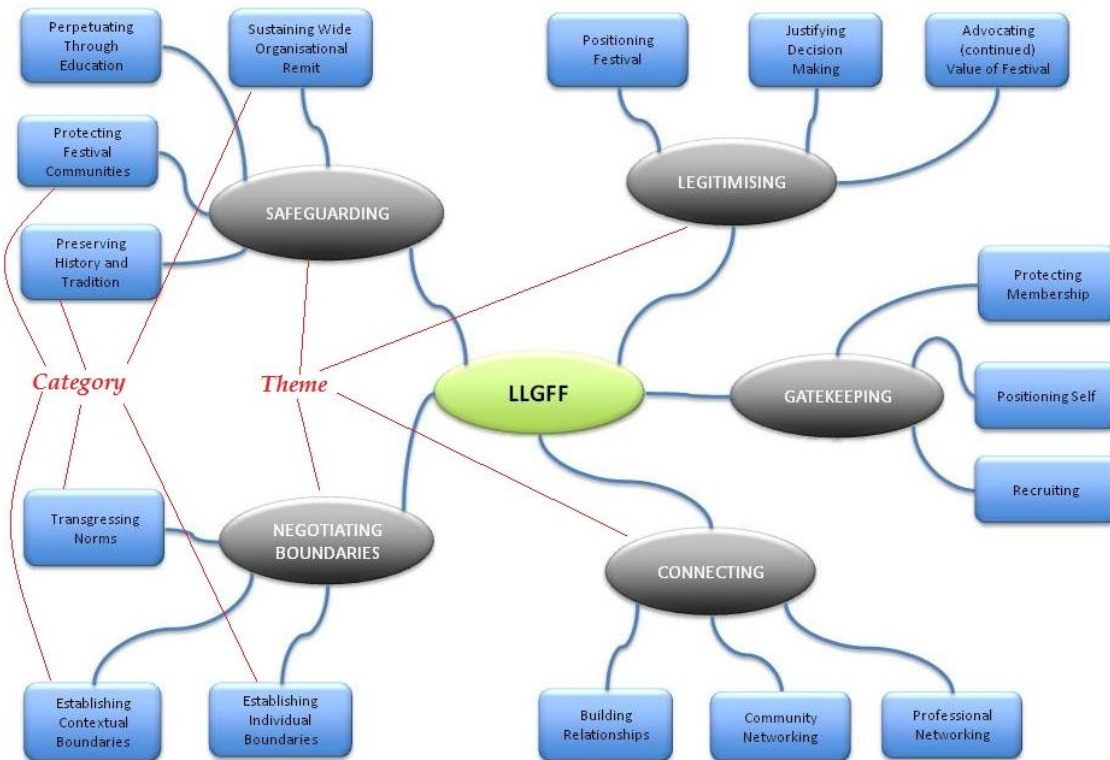 Perpetuating
Through
Education
Sustaining Wide
Organisational
Remit
Positioning
Festival
Justifying
Decision
Making
Advocating
(continued)
Value of Festival
Protecting
Festival
Communities
SAFEGUARDING
LEGITIMISING
Preserving
History and
Tradition
Protecting
Membership
Category
Theme
LLGFF
GATEKEEPING
Positioning Self
Recruiting
Transgressing
Norms
NEGOTIATING
BOUNDARIES
CONNECTING
Establishing
Contextual
Boundaries
Establishing
Individual
Boundaries
Building
Relationships
Community
Networking
Professional
Networking